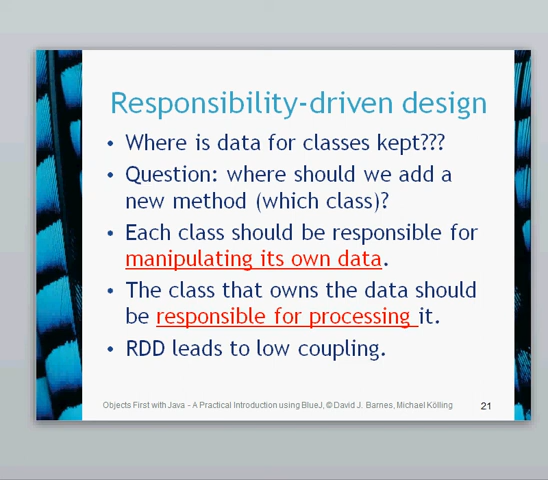 Responsibility-driven design
• Where is data for classes kept???
• Question: where should we add a
new method (which class)?
• Each class should be responsible for
manipulating its own data.
• The class that owns the data should
be responsible for processing it.
• RDD leads to low coupling.
Objects First with Java - A Practical Introduction using BlueJ, © David J. Barnes, Michael Kölling
21